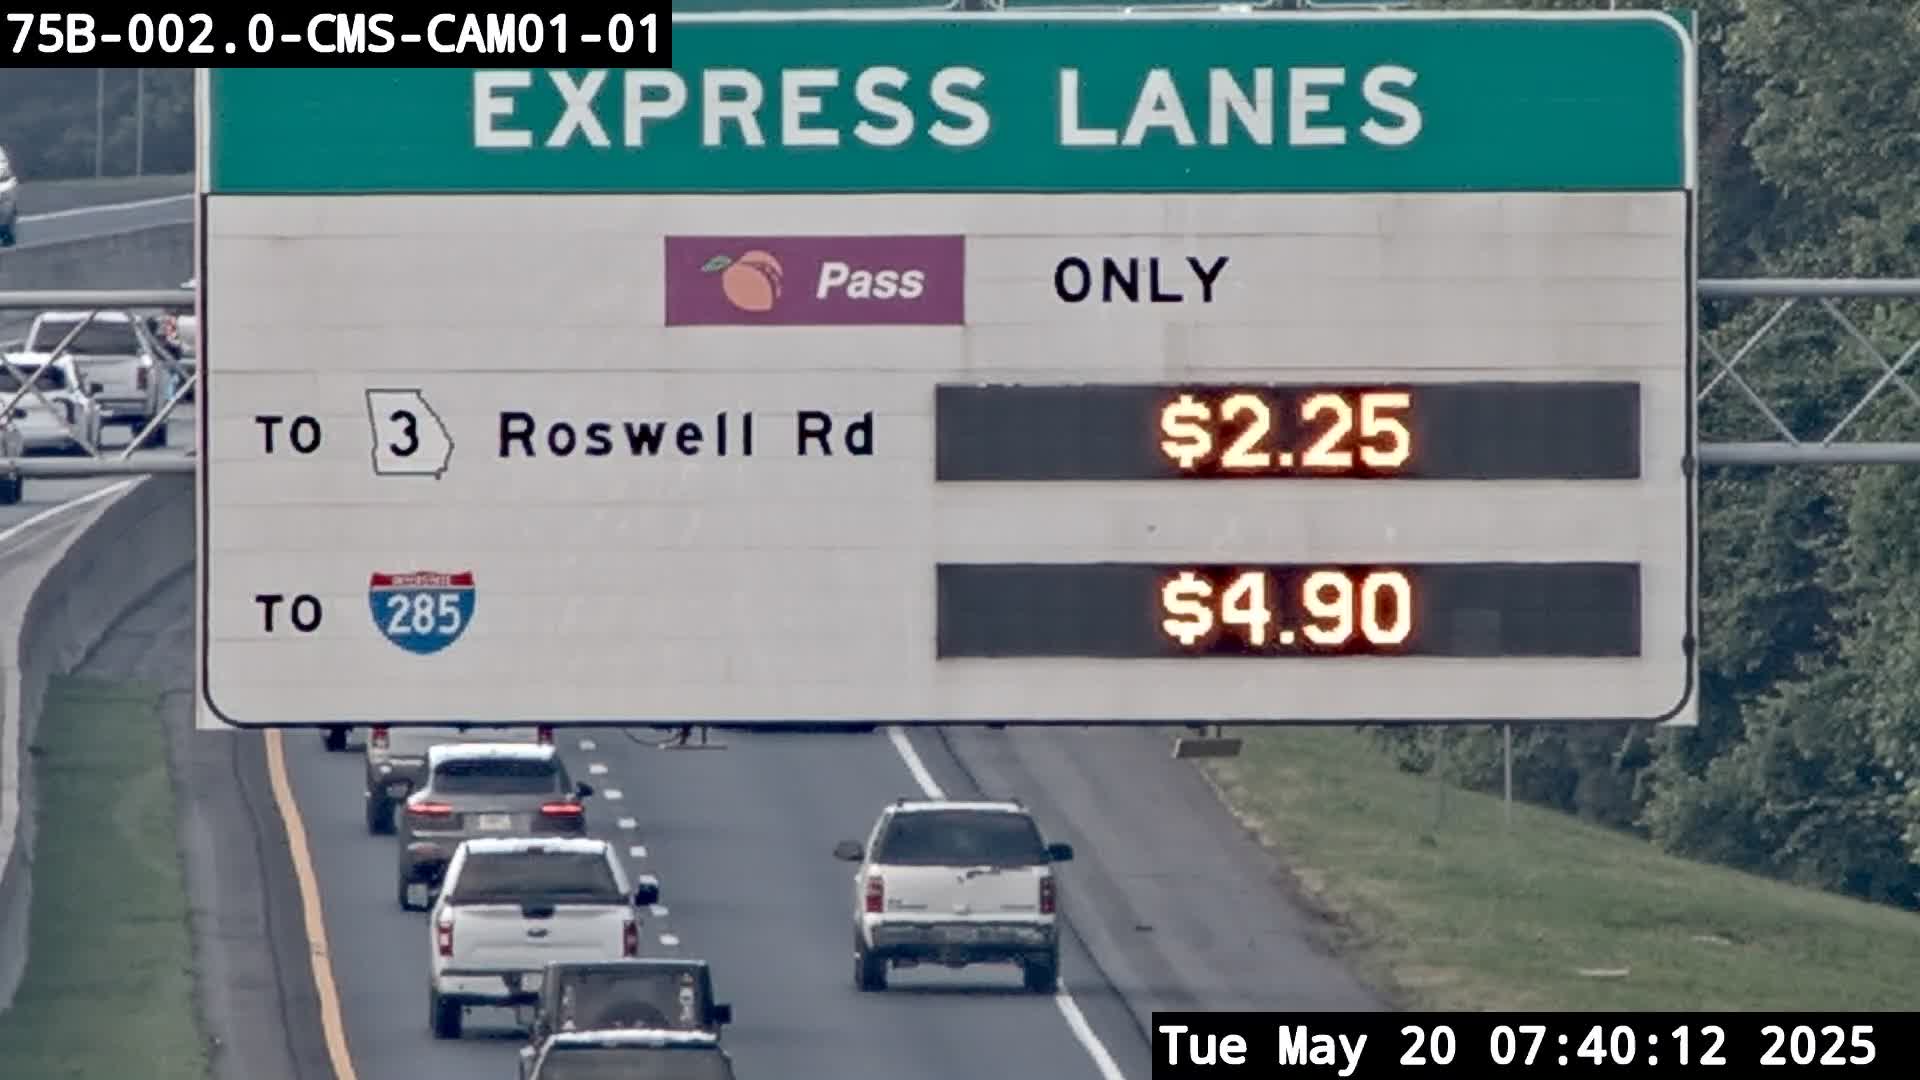 75B-002.0-CMS-CAM01-01
EXPRESS LANES
Pass ONLY
TO 3 Roswell Rd $2.25
INTERSTATE
TO 285 $4.90
Tue May 20 07:40:12 2025